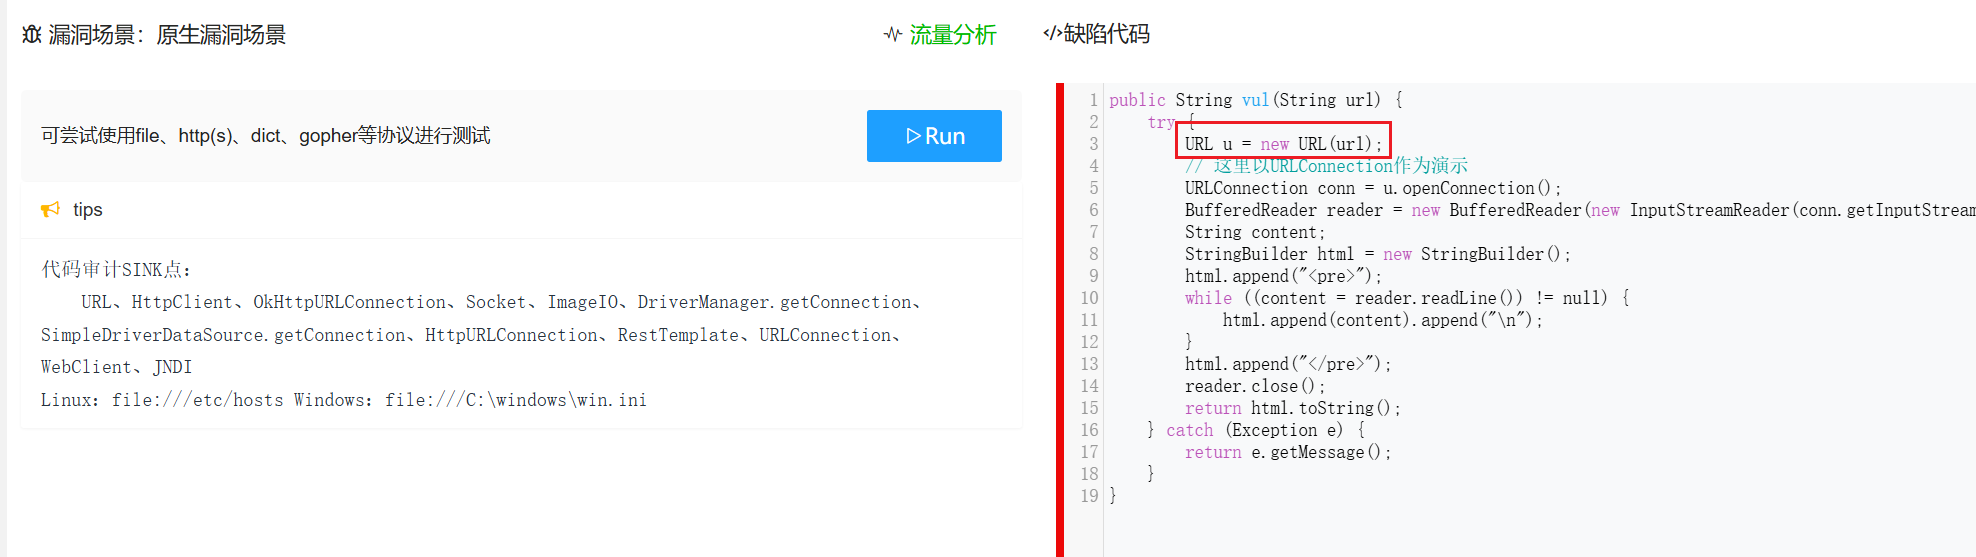 漏洞场景：原生漏洞场景
流量分析
可尝试使用file、http(s)、dict、gopher等协议进行测试
Run
tips
代码审计SINK点：
URL、HttpClient、OkHttpURLConnection、Socket、ImageIO、DriverManager.getConnection、
SimpleDriverDataSource.getConnection、HttpURLConnection、RestTemplate、URLConnection、
WebClient、JNDI
Linux：file:///etc/hosts Windows：file:///C:\windows\win.ini
</>缺陷代码
1 public String vul(String url) {
2     try {
3         URL u = new URL(url);
4         // 这里以URLConnection作为演示
5         URLConnection conn = u.openConnection();
6         BufferedReader reader = new BufferedReader(new InputStreamReader(conn.getInputStream
7         String content;
8         StringBuilder html = new StringBuilder();
9         html.append("<pre>");
10         while ((content = reader.readLine()) != null) {
11             html.append(content).append("\n");
12         }
13         html.append("</pre>");
14         reader.close();
15         return html.toString();
16     } catch (Exception e) {
17         return e.getMessage();
18     }
19 }